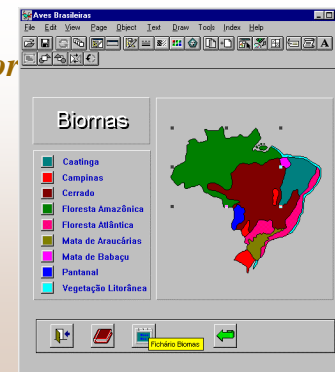 Aves Brasileiras
File Edit View Page Object Text Draw Tools Index Help
or
Biomas
Caatinga
Campinas
Cerrado
Floresta Amazônica
Floresta Atlântica
Mata de Araucárias
Mata de Babaçu
Pantanal
Vegetação Litorânea
Fichário Biomas